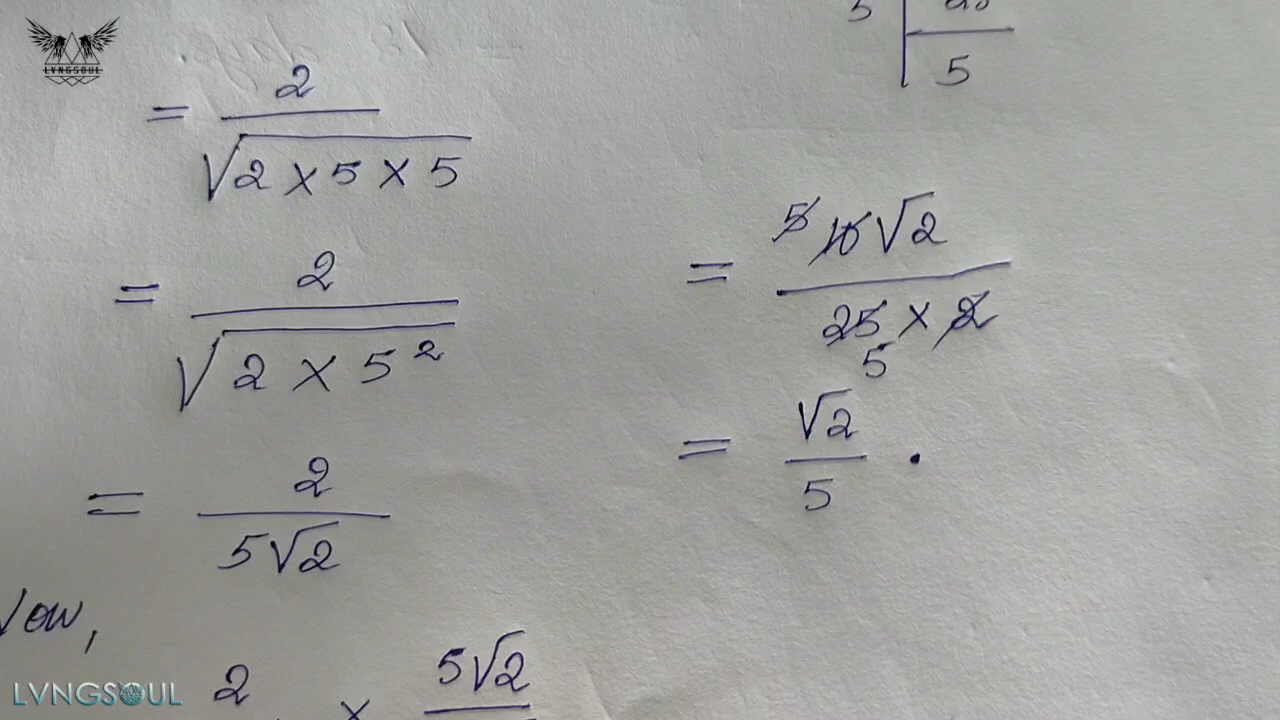 LVNGSOUL
= 2 / √(2 × 5 × 5)
= 2 / √(2 × 5²)
= 2 / 5√2
Now,
2 × 5√2
5
5
= 5 10√2 / 25 × 2
5
= √2 / 5 .
LVNGSOUL